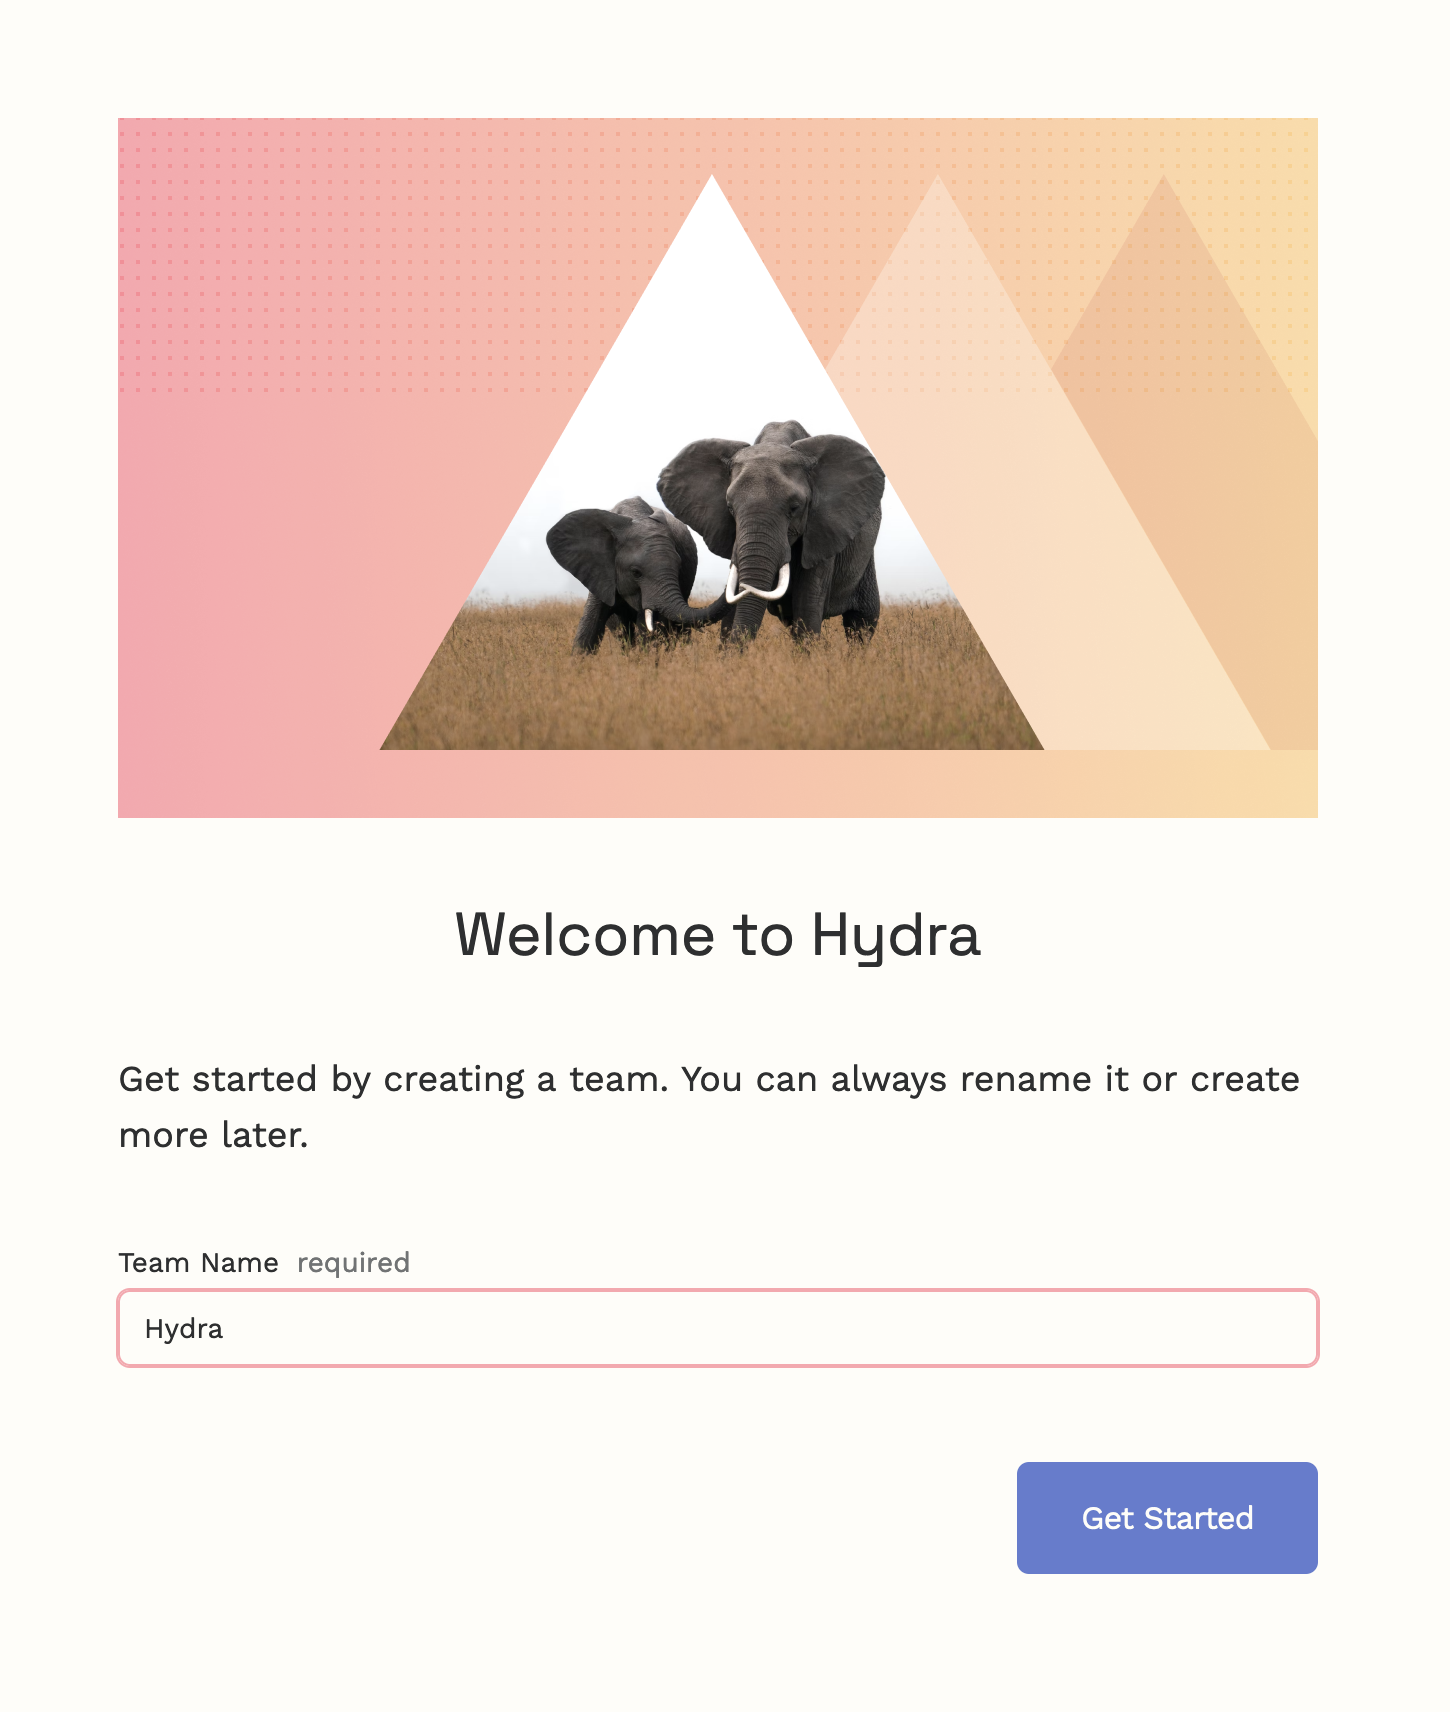 Welcome to Hydra
Get started by creating a team. You can always rename it or create
more later.
Team Name required
Hydra
Get Started